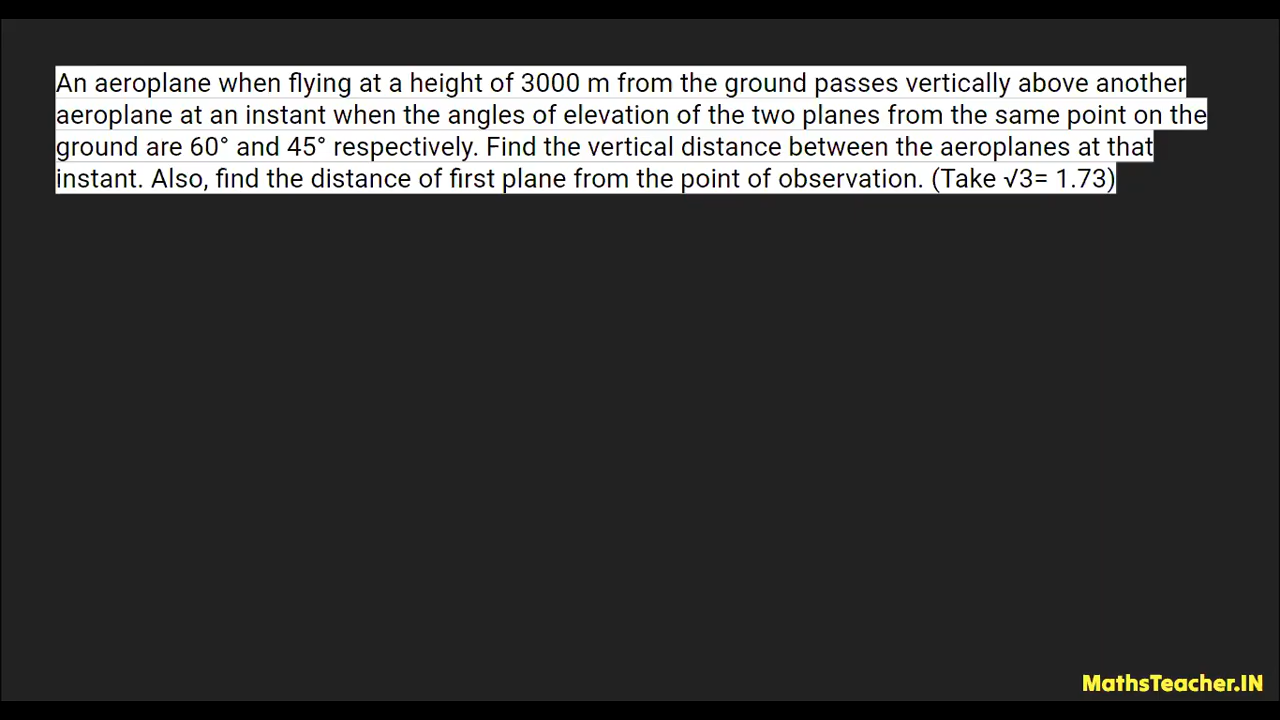 An aeroplane when flying at a height of 3000 m from the ground passes vertically above another
aeroplane at an instant when the angles of elevation of the two planes from the same point on the
ground are 60° and 45° respectively. Find the vertical distance between the aeroplanes at that
instant. Also, find the distance of first plane from the point of observation. (Take √3= 1.73)
MathsTeacher.IN